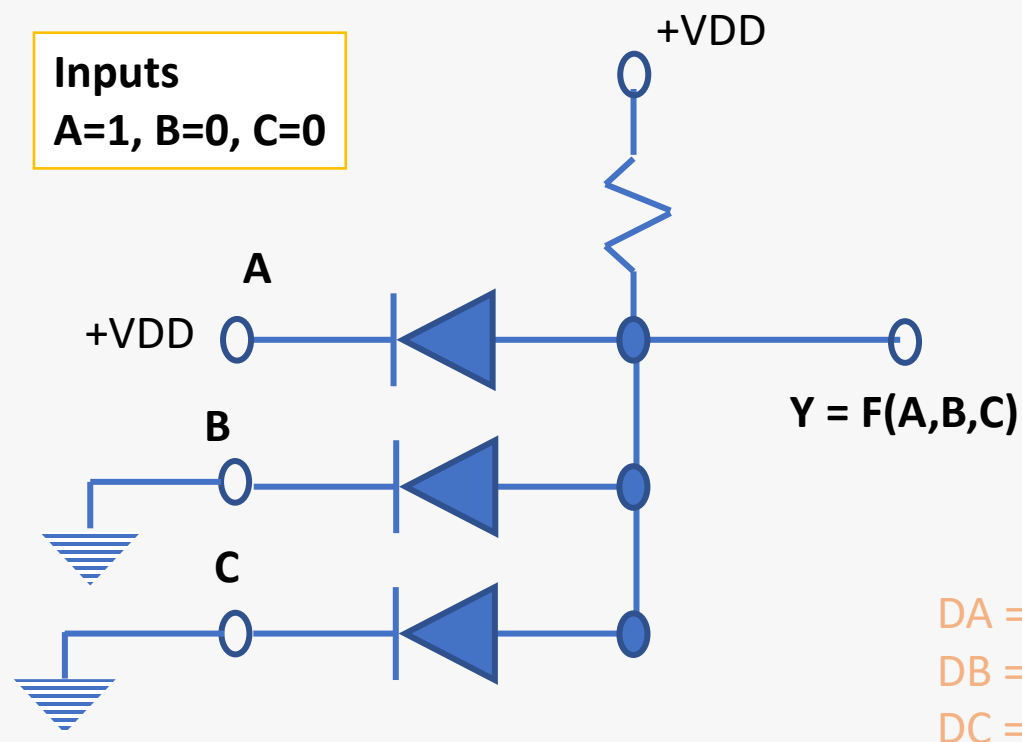 +VDD
Inputs
A=1, B=0, C=0
A
+VDD
B
Y = F(A,B,C)
C
DA =
DB =
DC =